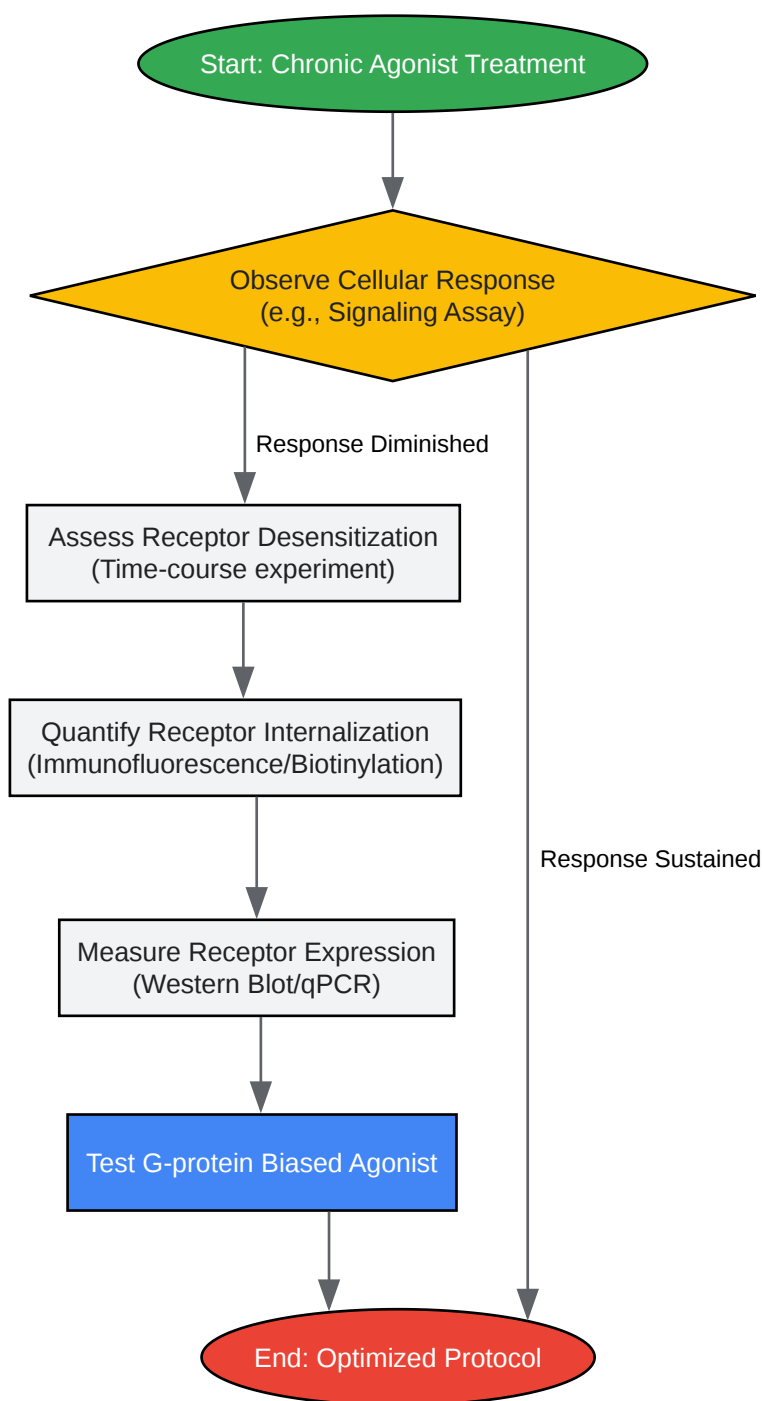 Start: Chronic Agonist Treatment
Observe Cellular Response
(e.g., Signaling Assay)
Response Diminished
Assess Receptor Desensitization
(Time-course experiment)
Quantify Receptor Internalization
(Immunofluorescence/Biotinylation)
Response Sustained
Measure Receptor Expression
(Western Blot/qPCR)
Test G-protein Biased Agonist
End: Optimized Protocol